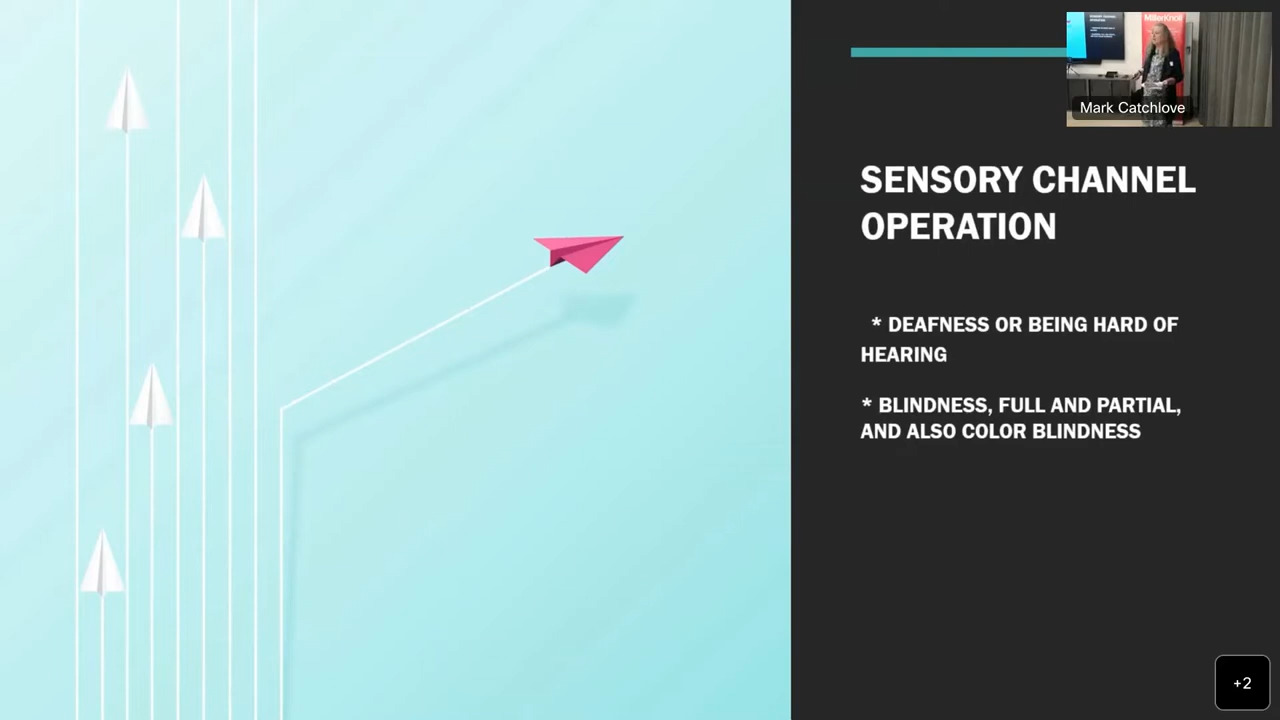 MillerKnoll
Mark Catchlove
SENSORY CHANNEL
OPERATION
* DEAFNESS OR BEING HARD OF
HEARING
* BLINDNESS, FULL AND PARTIAL,
AND ALSO COLOR BLINDNESS
+2